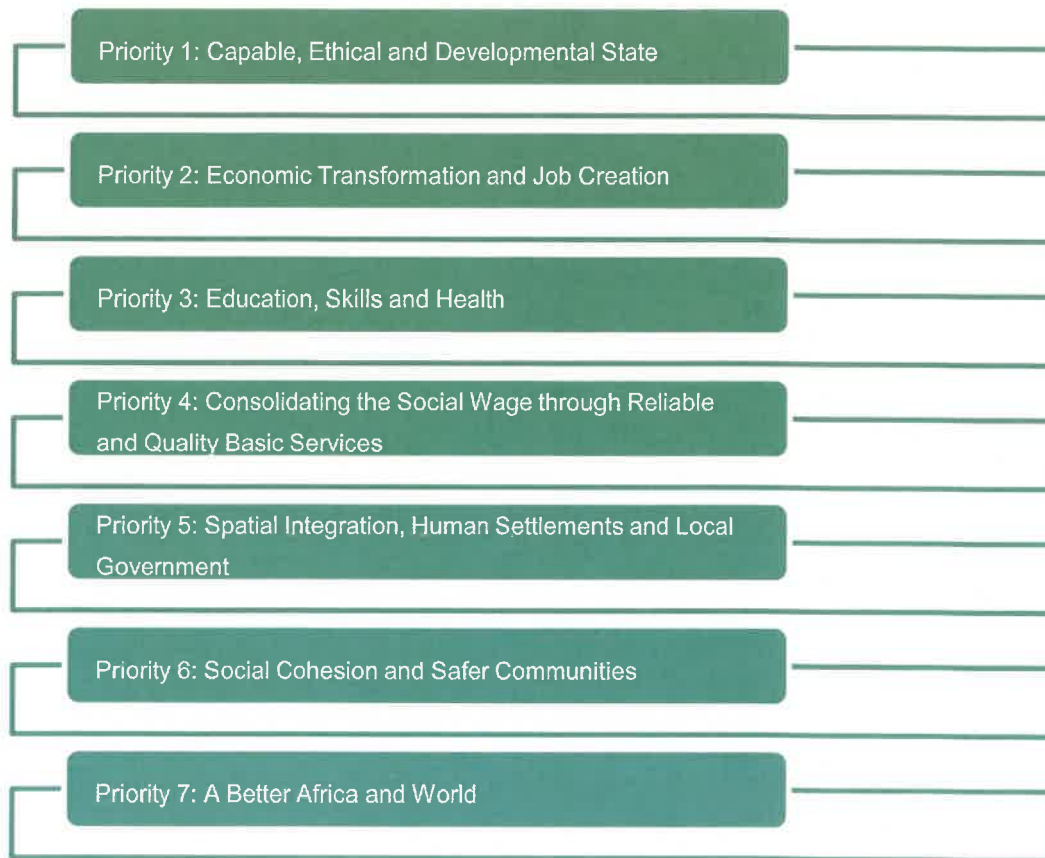 Priority 1: Capable, Ethical and Developmental State
Priority 2: Economic Transformation and Job Creation
Priority 3: Education, Skills and Health
Priority 4: Consolidating the Social Wage through Reliable
and Quality Basic Services
Priority 5: Spatial Integration, Human Settlements and Local
Government
Priority 6: Social Cohesion and Safer Communities
Priority 7: A Better Africa and World